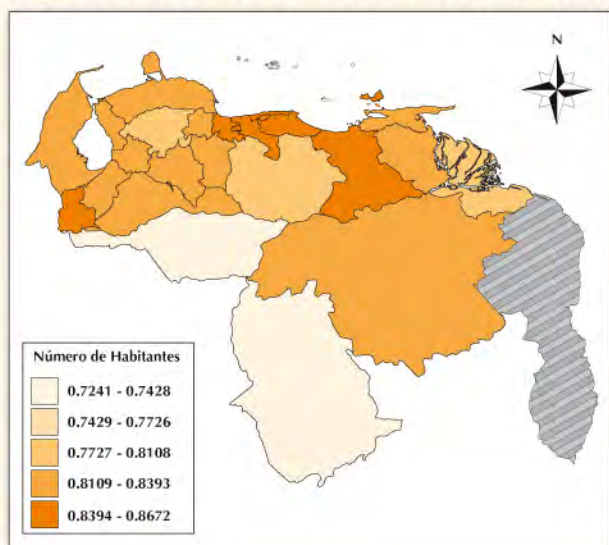 N
Número de Habitantes
0.7241 - 0.7428
0.7429 - 0.7726
0.7727 - 0.8108
0.8109 - 0.8393
0.8394 - 0.8672